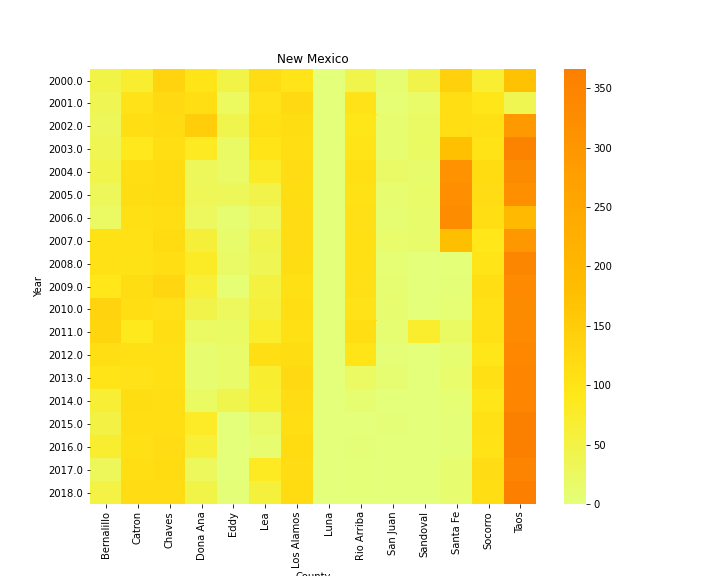 New Mexico
2000.0
2001.0
2002.0
2003.0
2004.0
2005.0
2006.0
2007.0
2008.0
2009.0
2010.0
2011.0
2012.0
2013.0
2014.0
2015.0
2016.0
2017.0
2018.0
Year
Bernalillo
Catron
Chaves
Dona Ana
Eddy
Lea
Los Alamos
Luna
Rio Arriba
San Juan
Sandoval
Santa Fe
Socorro
Taos
County
350
300
250
200
150
100
50
0